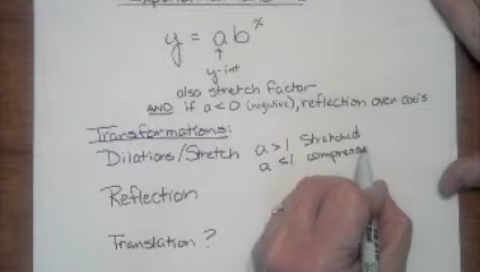 y = ab^x
↑
y-int
also stretch factor
AND if a<0 (negative), reflection over axis
Transformations:
Dilations/Stretch a>1 Stretched
a<1 compresse
Reflection
Translation?